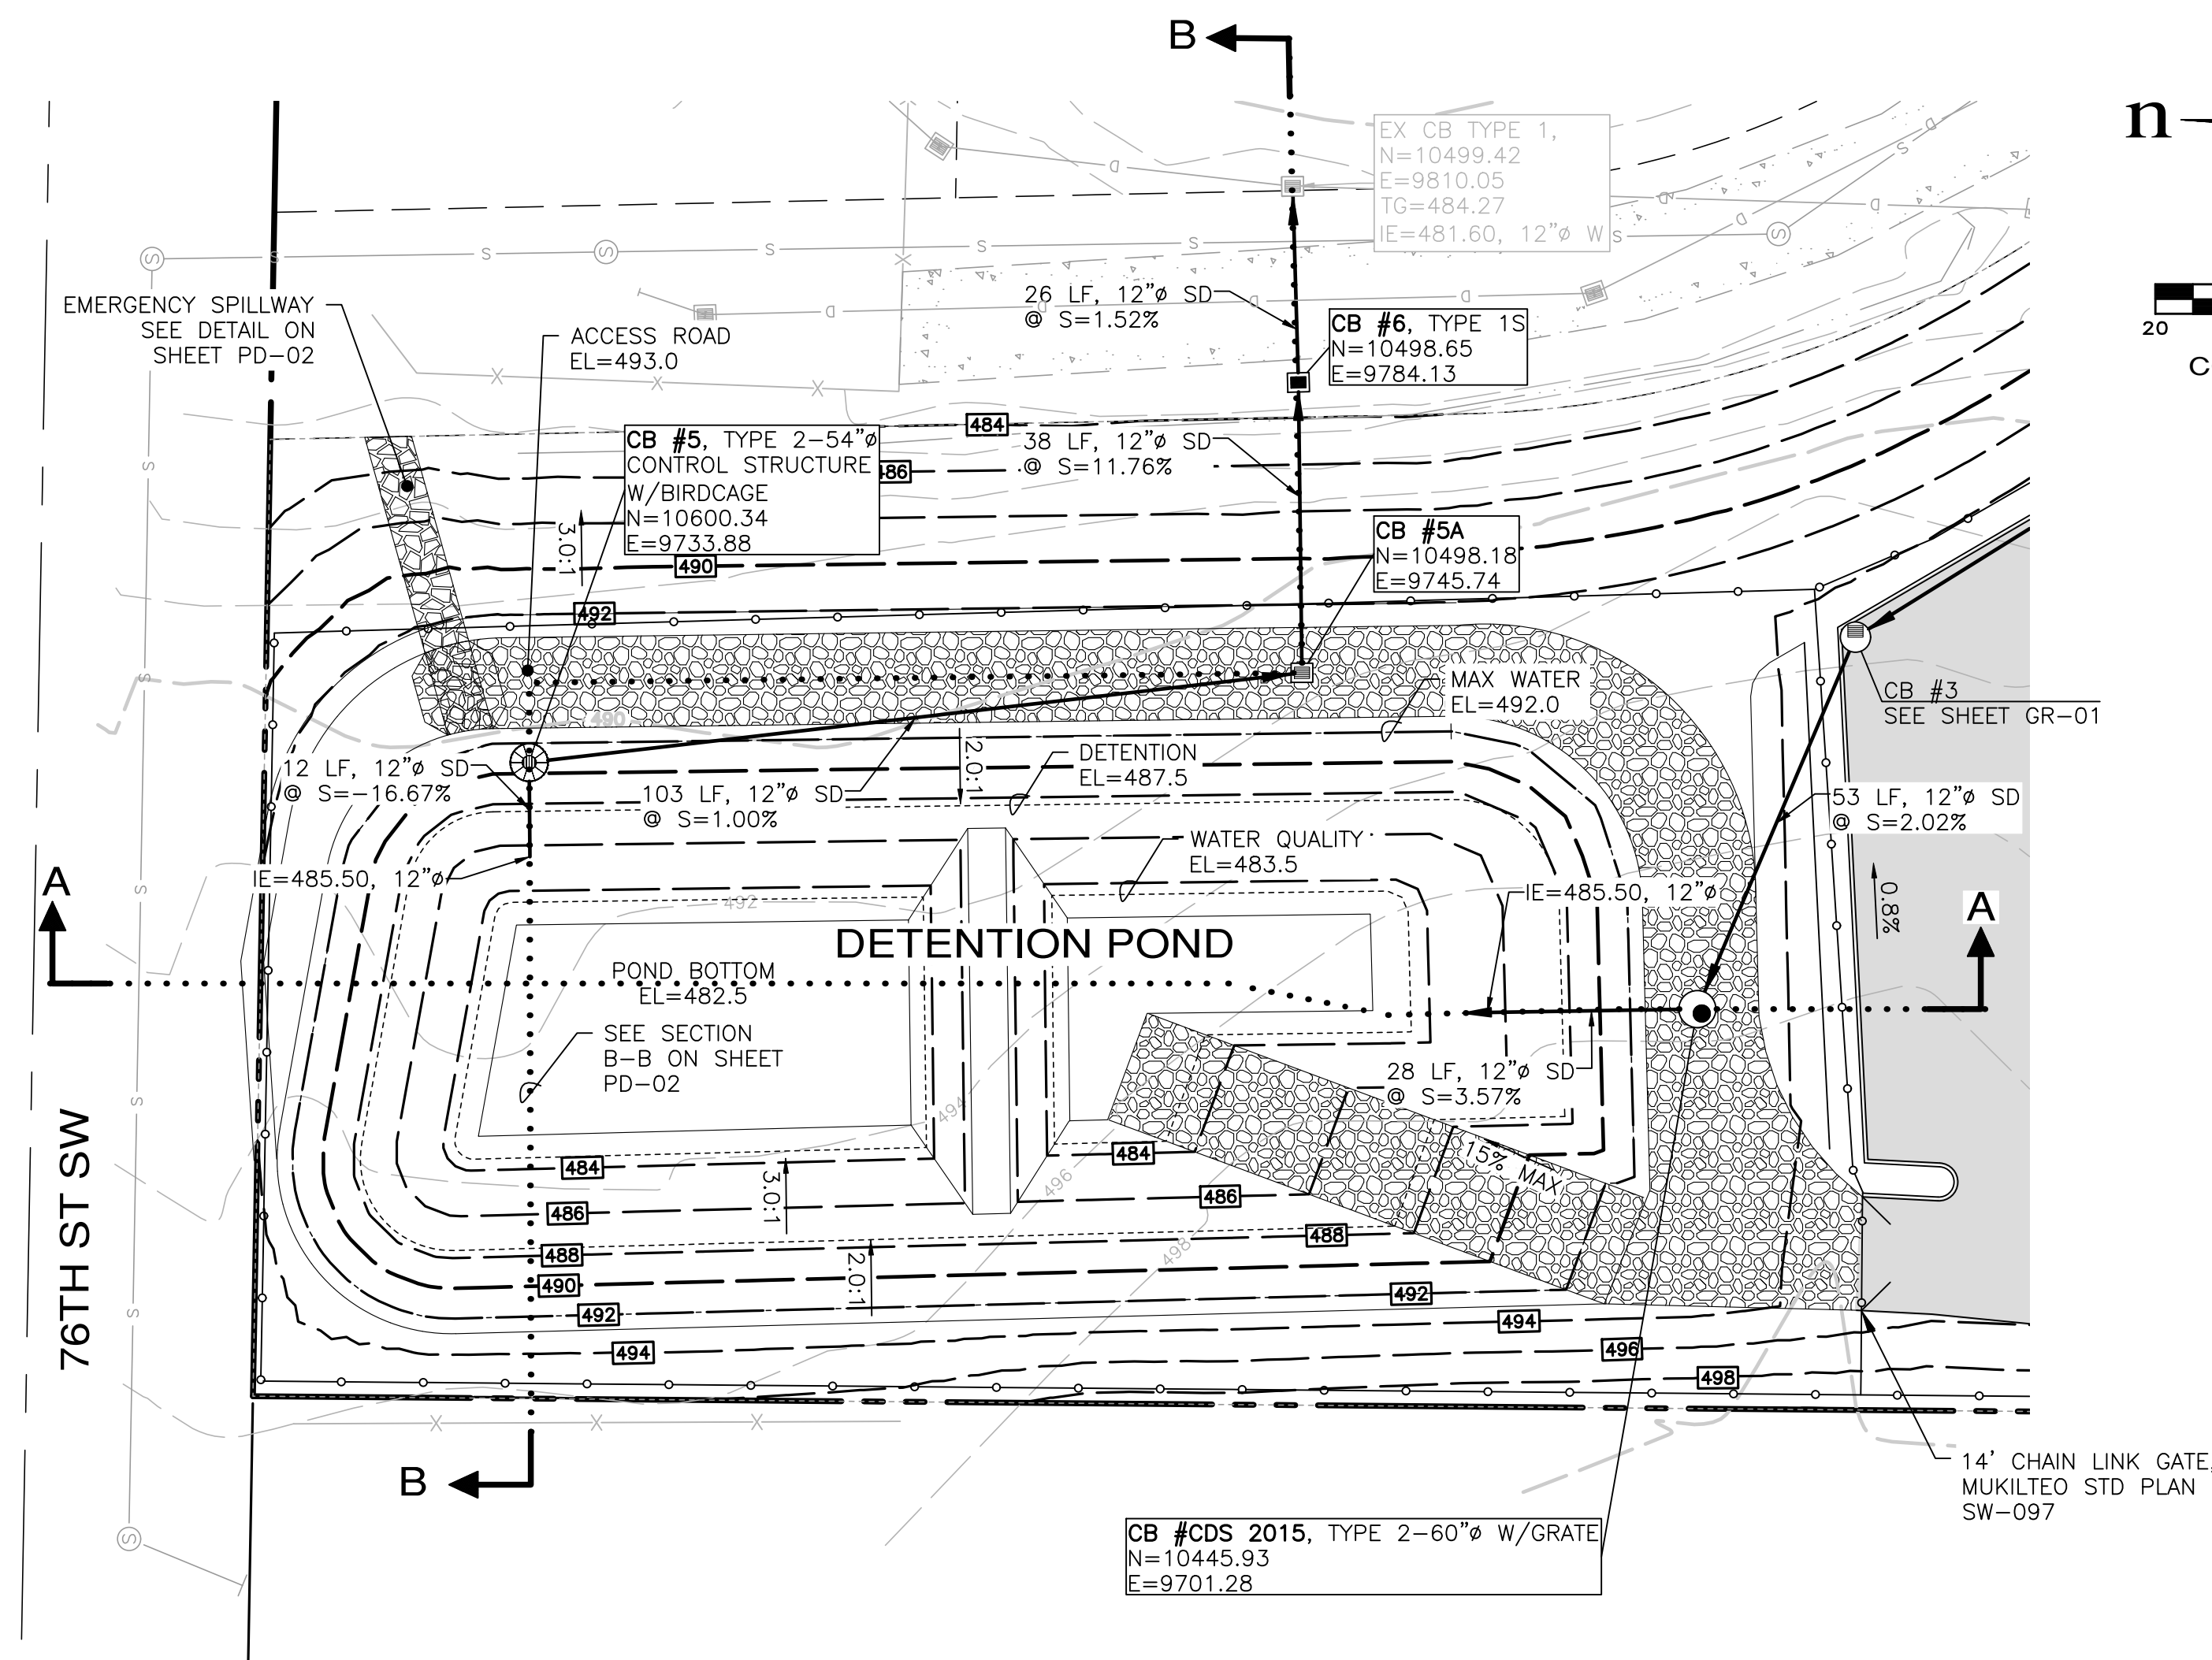 B
n
EX CB TYPE 1,
N=10499.42
E=9810.05
TG=484.27
IE=481.60, 12"ø W
20
C
EMERGENCY SPILLWAY
SEE DETAIL ON
SHEET PD-02
ACCESS ROAD
EL=493.0
26 LF, 12"ø SD
@ S=1.52%
CB #6, TYPE 1S
N=10498.65
E=9784.13
CB #5, TYPE 2-54"ø
CONTROL STRUCTURE
W/BIRDCAGE
N=10600.34
E=9733.88
484
486
38 LF, 12"ø SD
@ S=11.76%
3.0:1
490
492
CB #5A
N=10498.18
E=9745.74
MAX WATER
EL=492.0
CB #3
SEE SHEET GR-01
490
12 LF, 12"ø SD
@ S=-16.67%
103 LF, 12"ø SD
@ S=1.00%
2.0:1
DETENTION
EL=487.5
53 LF, 12"ø SD
@ S=2.02%
WATER QUALITY
EL=483.5
IE=485.50, 12"ø
IE=485.50, 12"ø
0.8%
A
A
492
DETENTION POND
POND BOTTOM
EL=482.5
SEE SECTION
B-B ON SHEET
PD-02
28 LF, 12"ø SD
@ S=3.57%
494
496
498
15% MAX
484
484
3.0:1
486
486
488
488
2.0:1
490
492
492
494
494
496
498
76TH ST SW
B
14' CHAIN LINK GATE,
MUKILTEO STD PLAN
SW-097
CB #CDS 2015, TYPE 2-60"ø W/GRATE
N=10445.93
E=9701.28